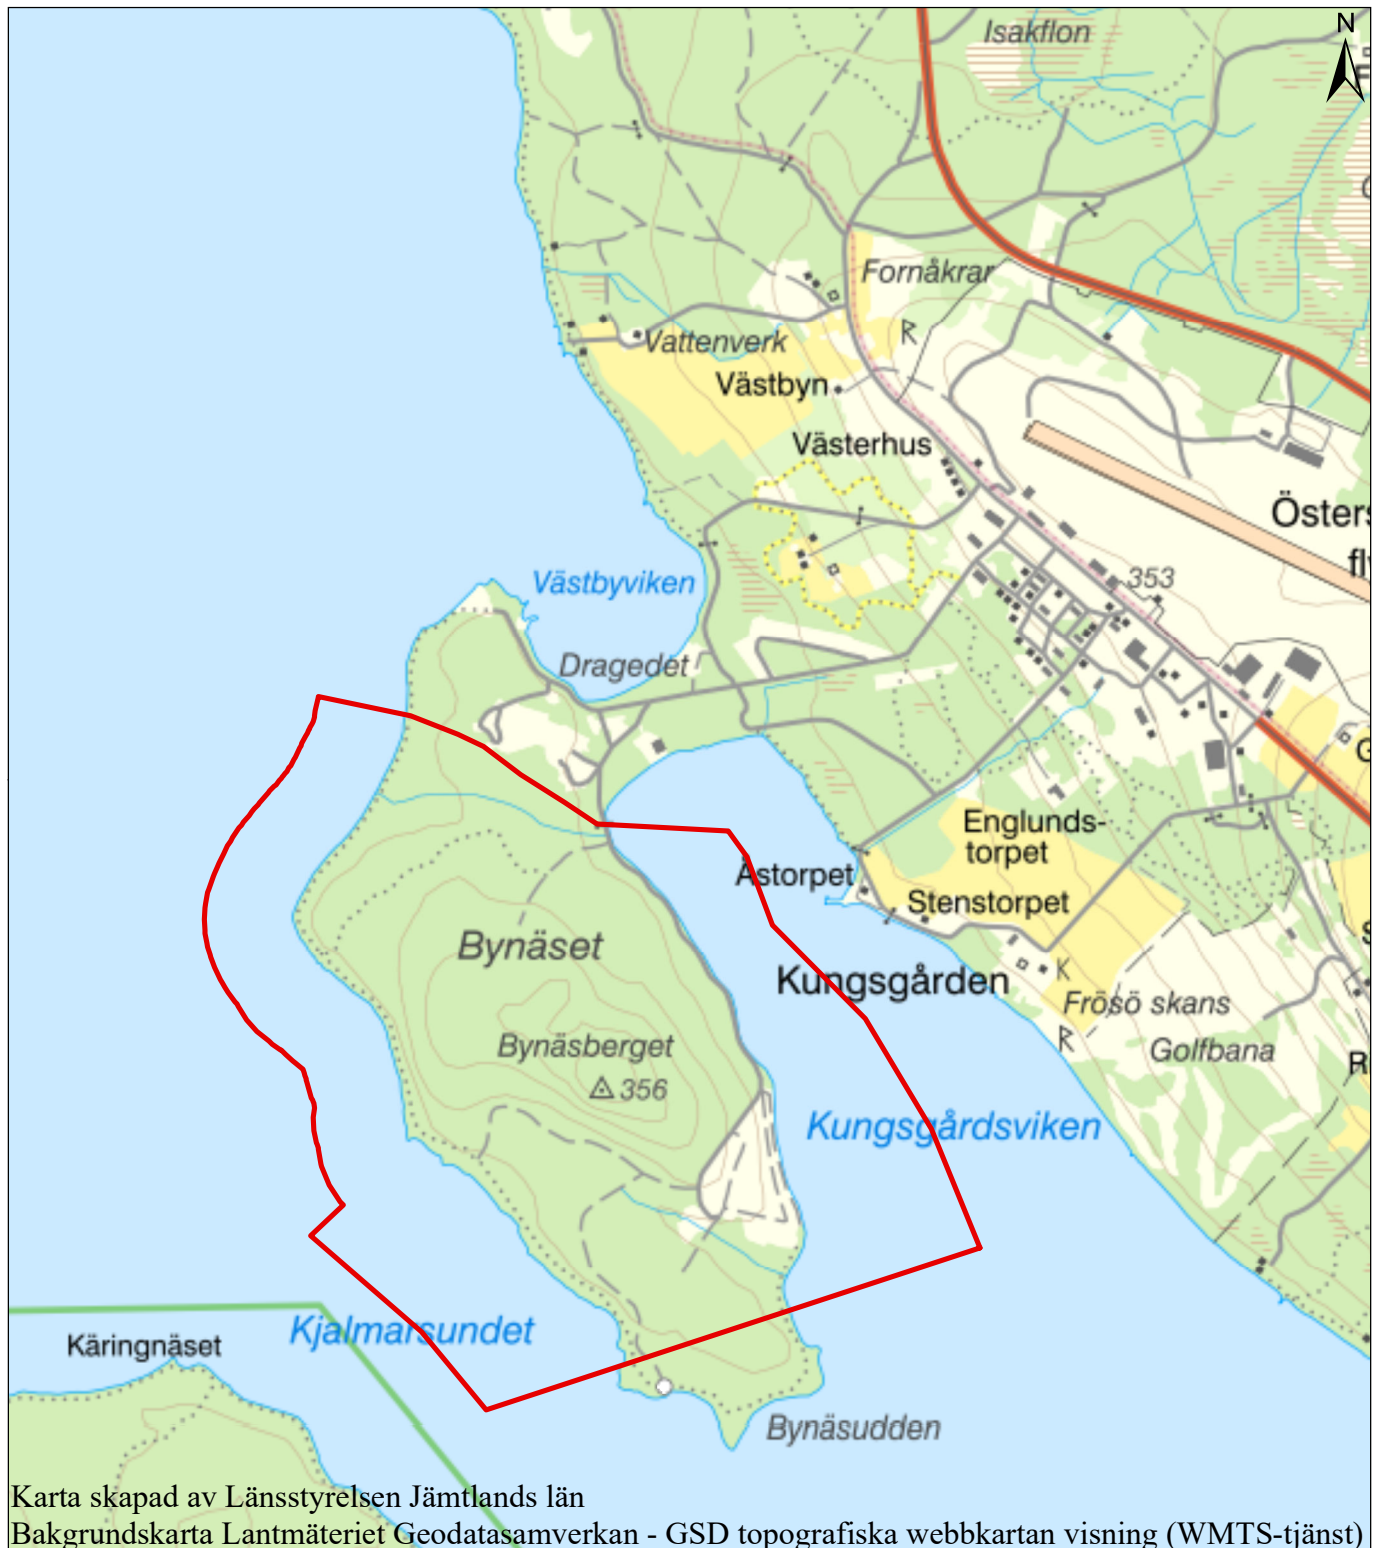 Isakflon
N
Fornåkrar
R
Vattenverk
Västbyn
Västerhus
Östers
fl
353
Västbyviken
Dragedet
G
Englunds-
torpet
Åstorpet
Stenstorpet
S
Bynäset
Kungsgården
K
Frösö skans
R
Golfbana
R
Bynäsberget
356
Kungsgårdsviken
Kjalmarsundet
Käringnäset
Bynäsudden
Karta skapad av Länsstyrelsen Jämtlands län
Bakgrundskarta Lantmäteriet Geodatasamverkan - GSD topografiska webbkartan visning (WMTS-tjänst)